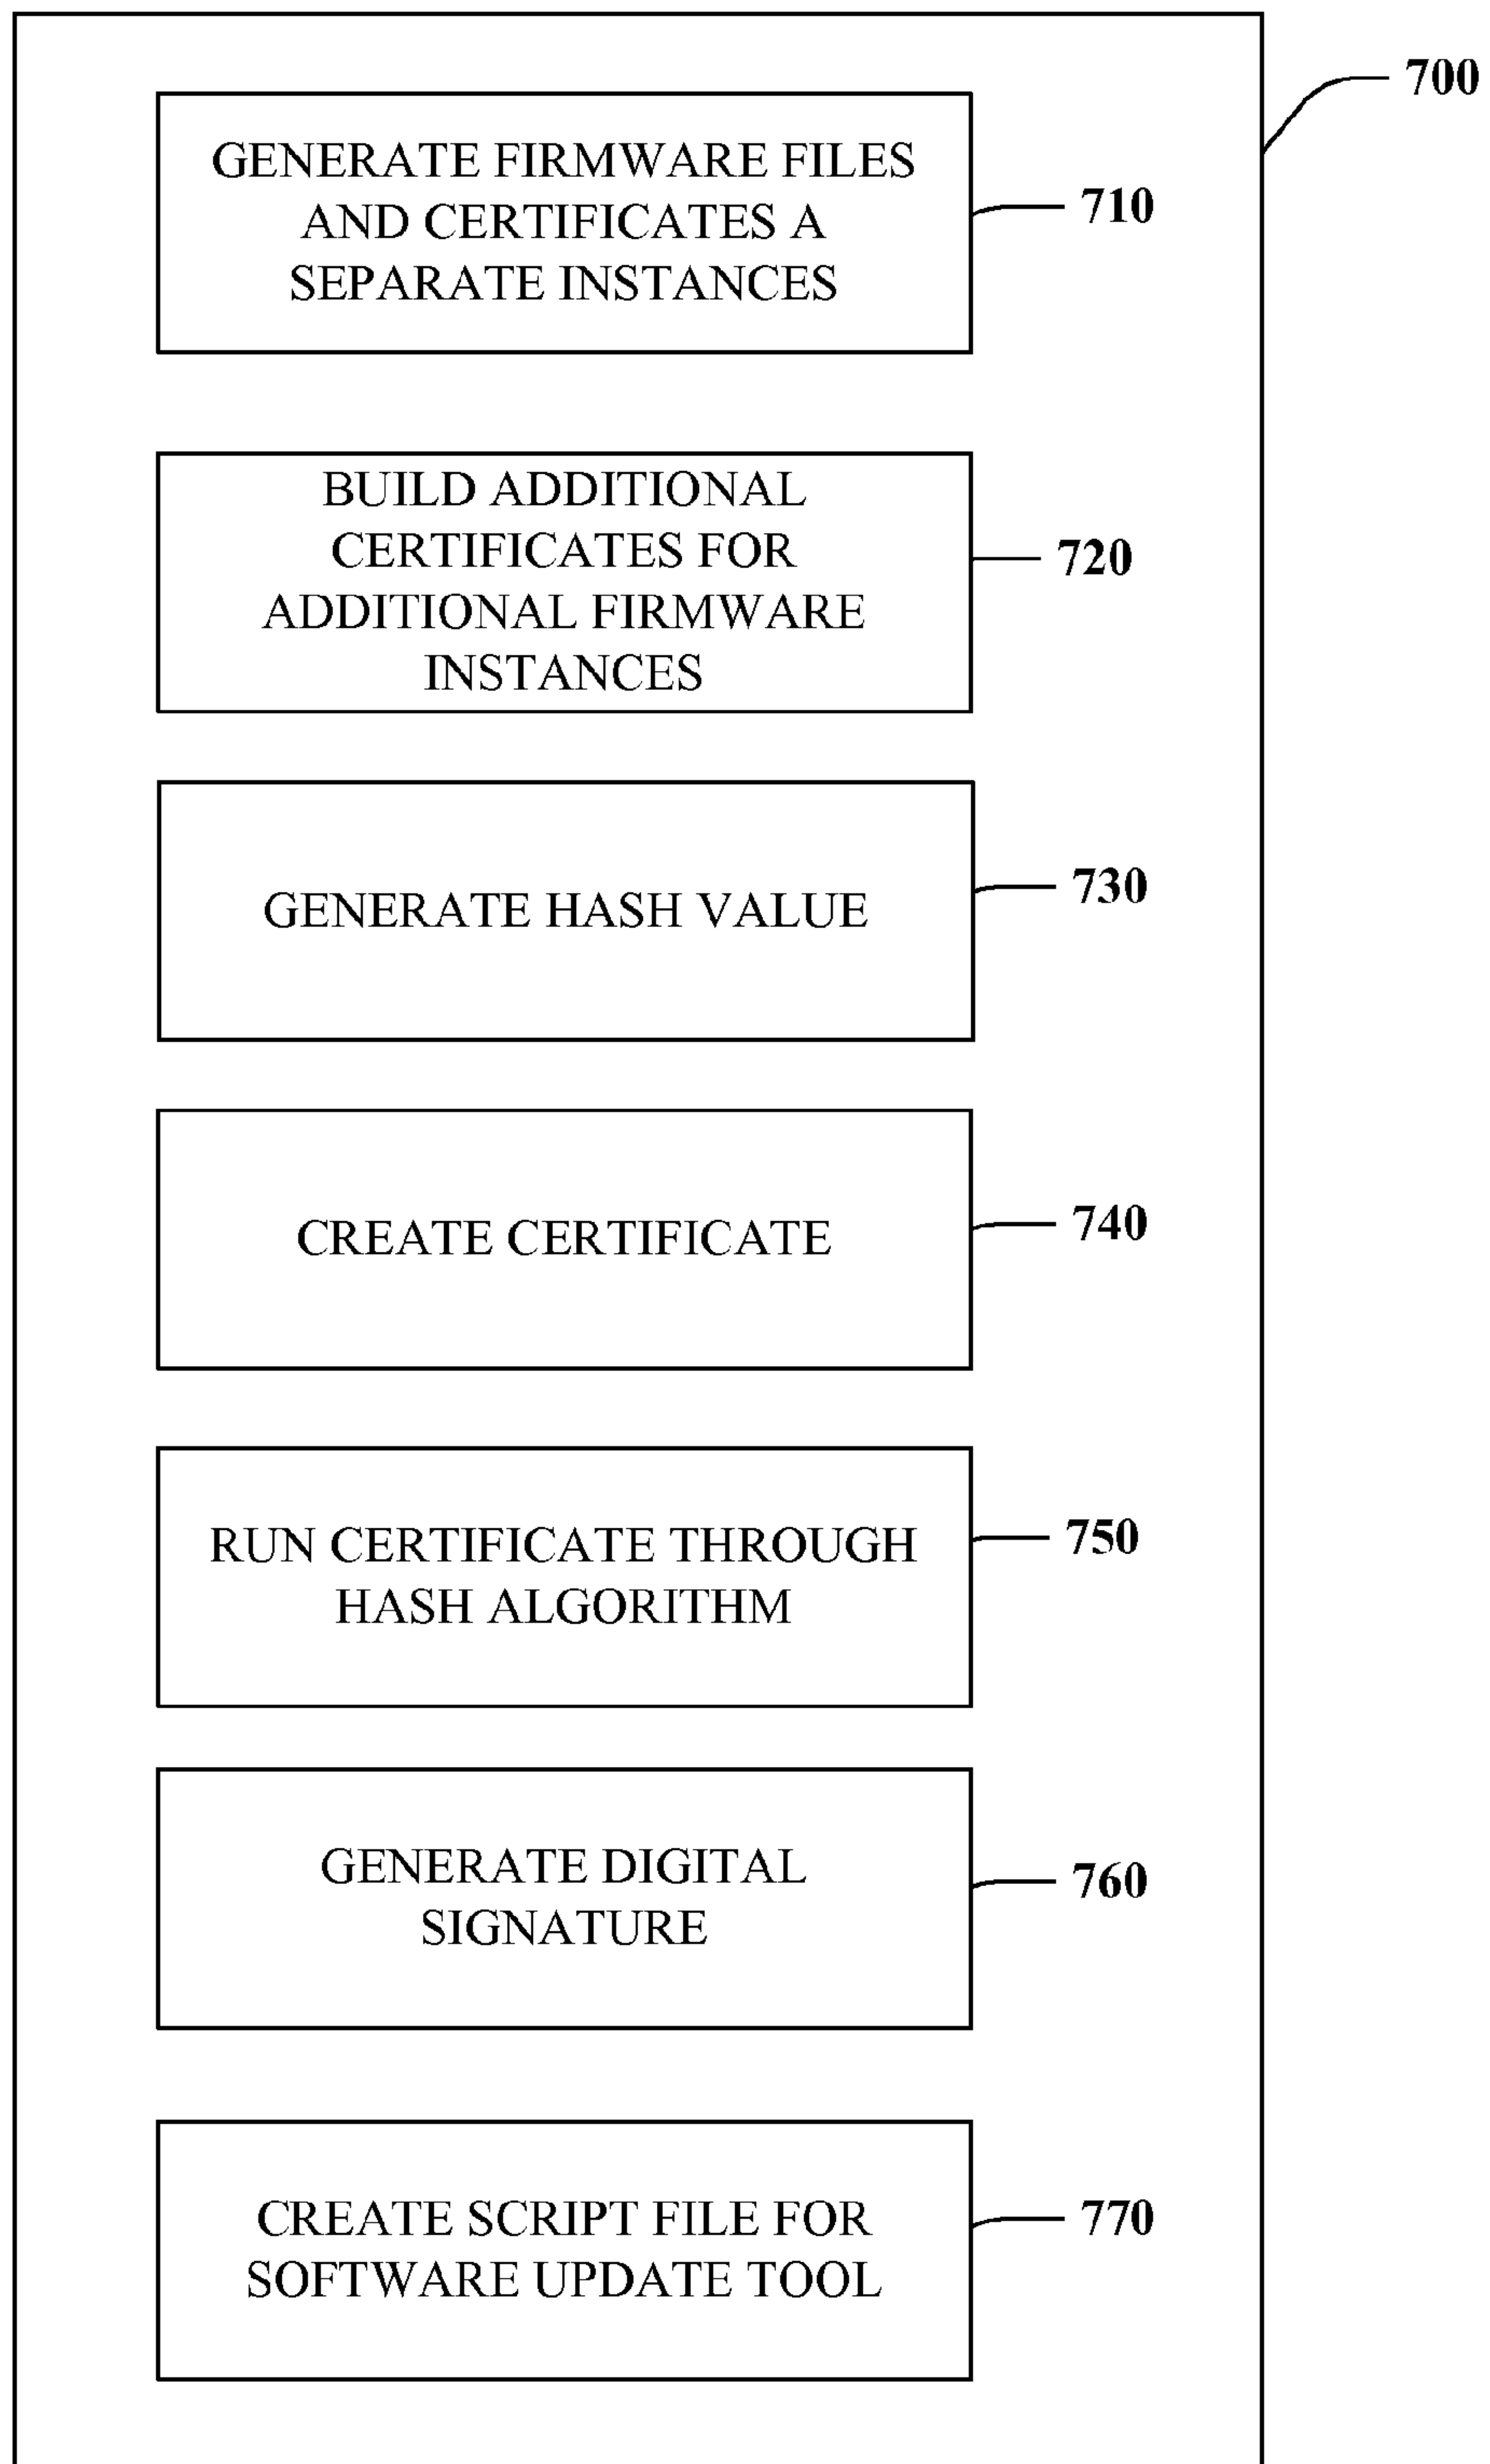 700
GENERATE FIRMWARE FILES
AND CERTIFICATES A
SEPARATE INSTANCES
710
BUILD ADDITIONAL
CERTIFICATES FOR
ADDITIONAL FIRMWARE
INSTANCES
720
GENERATE HASH VALUE
730
CREATE CERTIFICATE
740
RUN CERTIFICATE THROUGH
HASH ALGORITHM
750
GENERATE DIGITAL
SIGNATURE
760
CREATE SCRIPT FILE FOR
SOFTWARE UPDATE TOOL
770